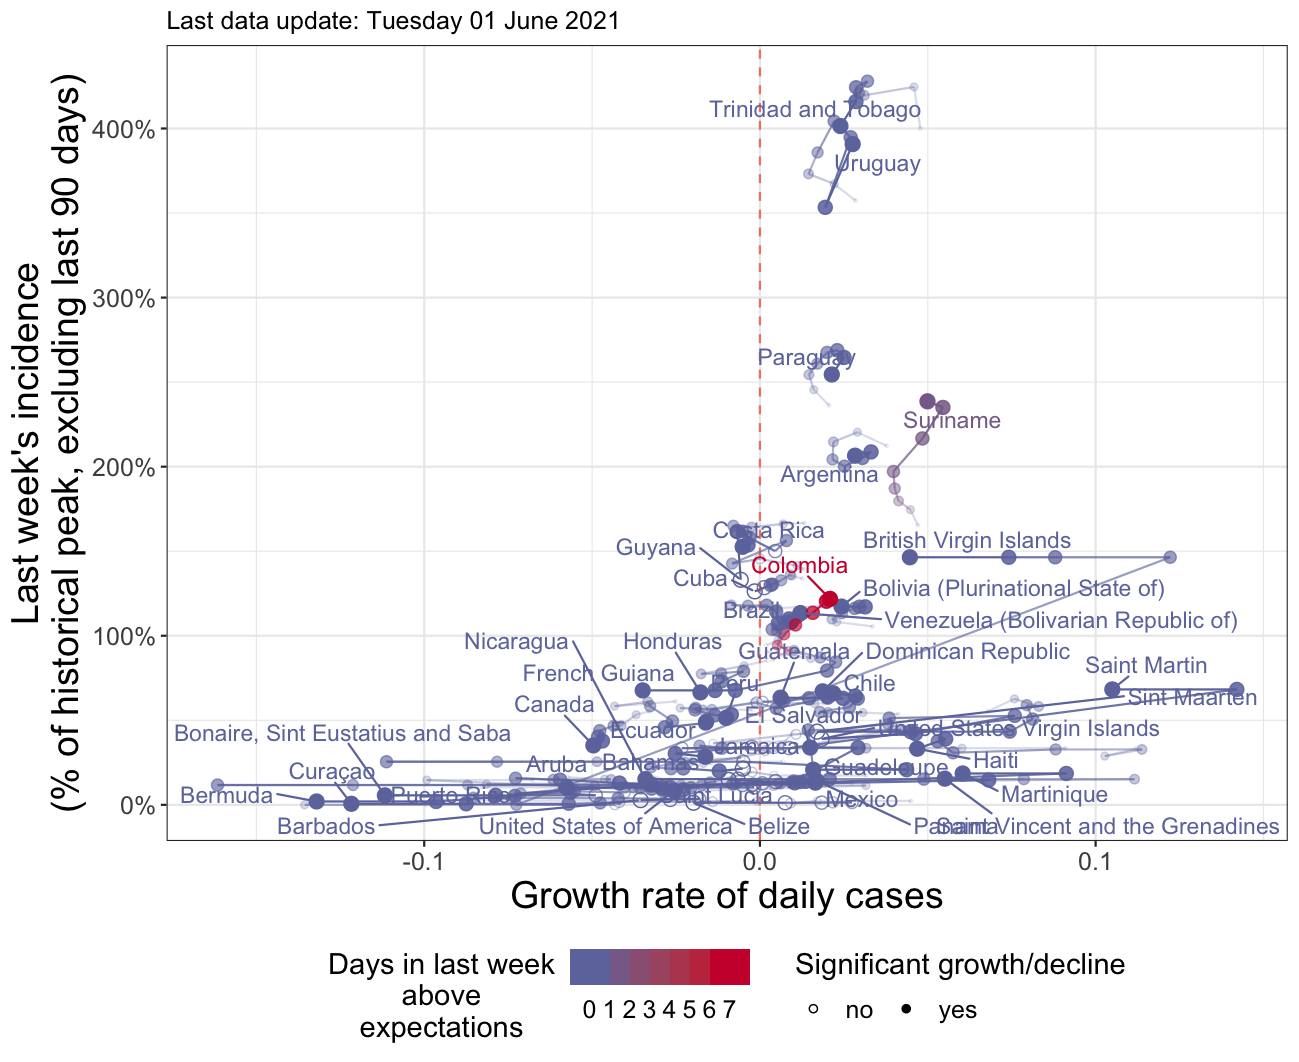 Last data update: Tuesday 01 June 2021
Last week's incidence
(% of historical peak, excluding last 90 days)
400%
300%
200%
100%
0%
Trinidad and Tobago
Uruguay
Paraguay
Suriname
Argentina
Costa Rica
Guyana
British Virgin Islands
Colombia
Cuba
Bolivia (Plurinational State of)
Brazil
Venezuela (Bolivarian Republic of)
Nicaragua
Honduras
Guatemala
Dominican Republic
Saint Martin
French Guiana
Peru
Chile
Sint Maarten
Canada
El Salvador
Ecuador
United States Virgin Islands
Bonaire, Sint Eustatius and Saba
Jamaica
Aruba
Bahamas
Guadeloupe
Haiti
Curaçao
Bermuda
Puerto Rico
Saint Lucia
Mexico
Martinique
Barbados
United States of America
Belize
Panama
Saint Vincent and the Grenadines
-0.1
0.0
0.1
Growth rate of daily cases
Days in last week
above
expectations
0 1 2 3 4 5 6 7
Significant growth/decline
no
yes